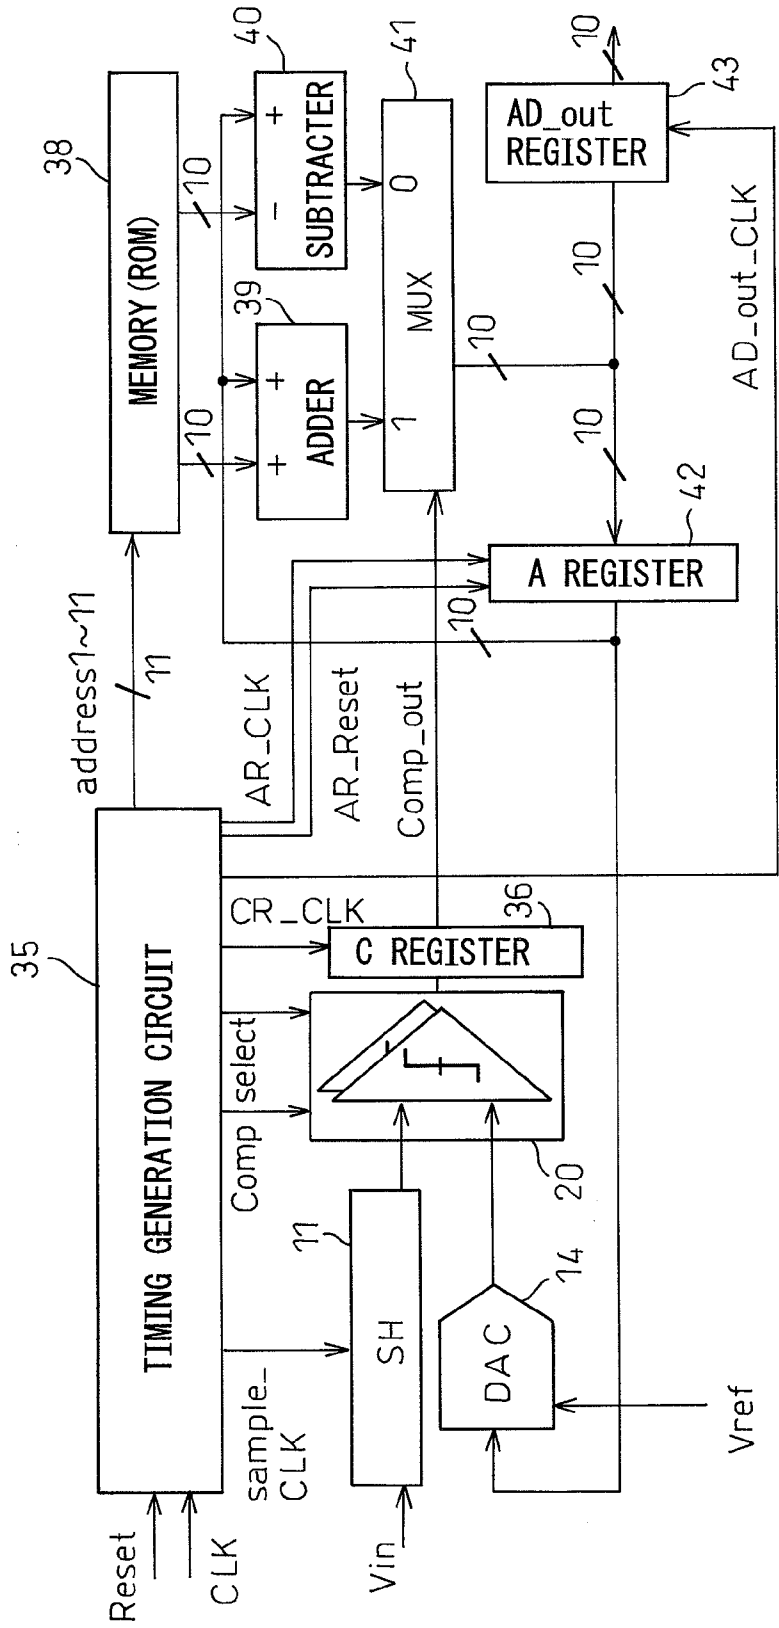 Reset
CLK
35
TIMING GENERATION CIRCUIT
address1~11
11
38
MEMORY(ROM)
10
10
sample_
CLK
Comp select
CR_CLK
AR_CLK
AR_Reset
39
+ +
ADDER
40
- +
SUBTRACTER
Vin
11
SH
20
36
C REGISTER
Comp_out
10
41
1 0
MUX
10
Vref
14
DAC
42
A REGISTER
10
10
43
AD_out
REGISTER
10
AD_out_CLK